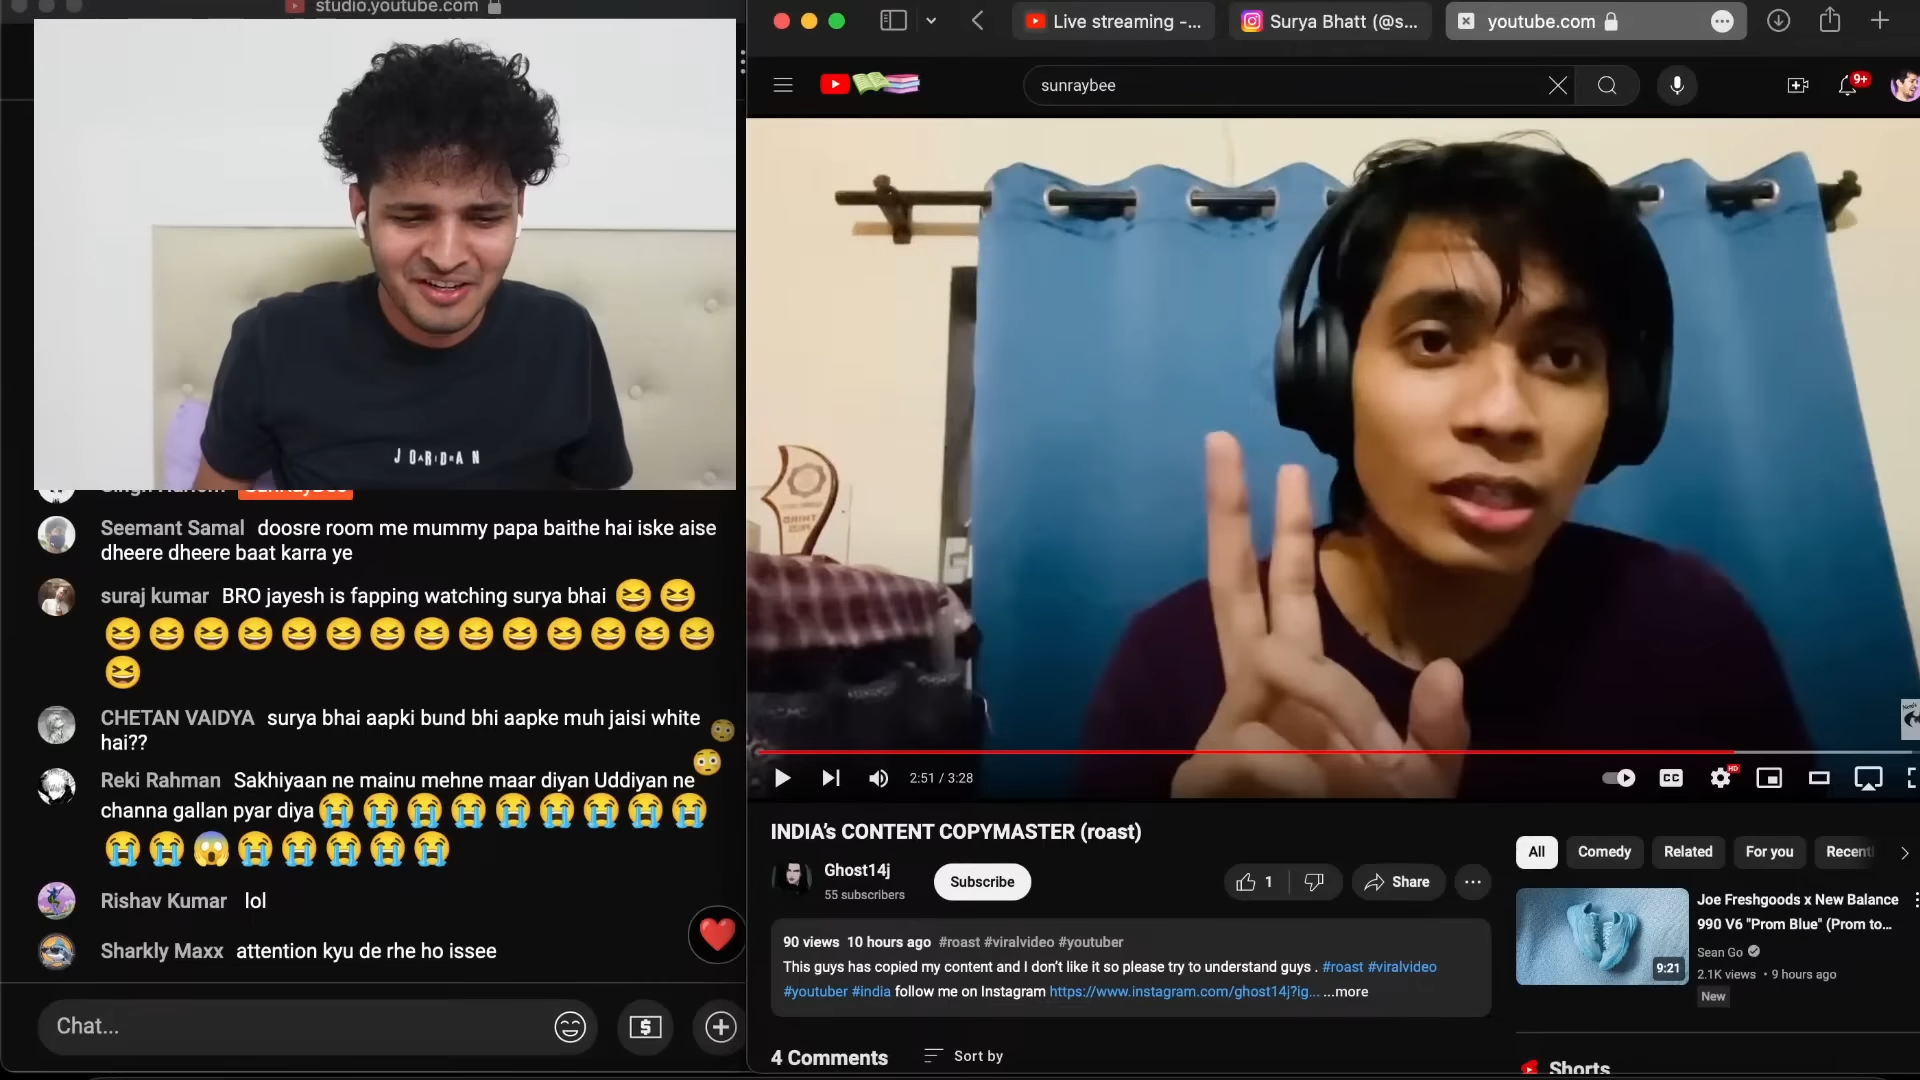 studio.youtube.com
JORDAN
Seemant Samal doosre room me mummy papa baithe hai iske aise
dheere dheere baat karra ye
suraj kumar BRO jayesh is fapping watching surya bhai 😆 😆
😆 😆 😆 😆 😆 😆 😆 😆 😆 😆 😆 😆 😆 😆
😆
CHETAN VAIDYA surya bhai aapki bund bhi aapke muh jaisi white
hai??
Reki Rahman Sakhiyaan ne mainu mehne maar diyan Uddiyan ne
channa gallan pyar diya 😭 😭 😭 😭 😭 😭 😭 😭 😭
😭 😭 😱 😭 😭 😭 😭 😭
Rishav Kumar lol
Sharkly Maxx attention kyu de rhe ho issee
Chat...
Live streaming -...
Surya Bhatt (@s...
youtube.com
sunraybee
9+
2:51 / 3:28
CC
HD
INDIA's CONTENT COPYMASTER (roast)
Ghost14j
55 subscribers
Subscribe
1
Share
90 views 10 hours ago #roast #viralvideo #youtuber
This guys has copied my content and I don't like it so please try to understand guys . #roast #viralvideo
#youtuber #india follow me on Instagram https://www.instagram.com/ghost14j?ig... ...more
4 Comments
Sort by
All
Comedy
Related
For you
Recent
Joe Freshgoods x New Balance
990 V6 "Prom Blue" (Prom to...
Sean Go
2.1K views • 9 hours ago
New
9:21
Shorts